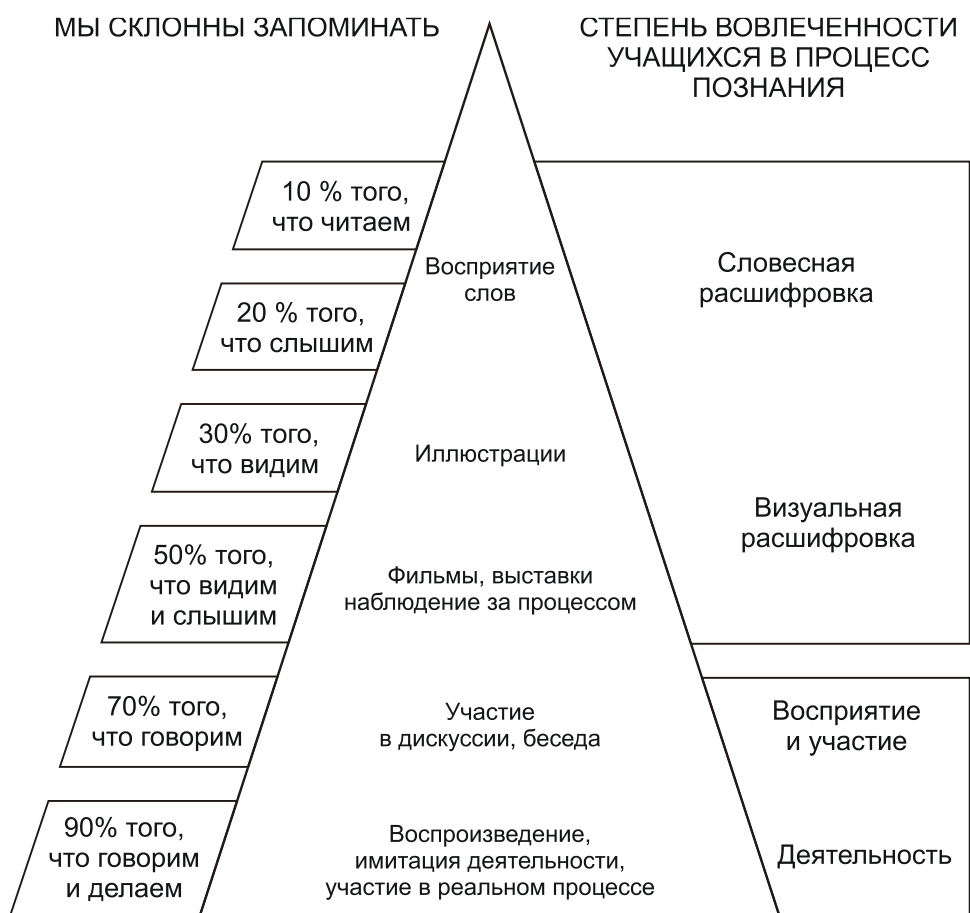 МЫ СКЛОННЫ ЗАПОМИНАТЬ
СТЕПЕНЬ ВОВЛЕЧЕННОСТИ
УЧАЩИХСЯ В ПРОЦЕСС
ПОЗНАНИЯ
10 % того,
что читаем
Восприятие
слов
Словесная
расшифровка
20 % того,
что слышим
30% того,
что видим
Иллюстрации
Визуальная
расшифровка
50% того,
что видим
и слышим
Фильмы, выставки
наблюдение за процессом
70% того,
что говорим
Участие
в дискуссии, беседа
Восприятие
и участие
90% того,
что говорим
и делаем
Воспроизведение,
имитация деятельности,
участие в реальном процессе
Деятельность